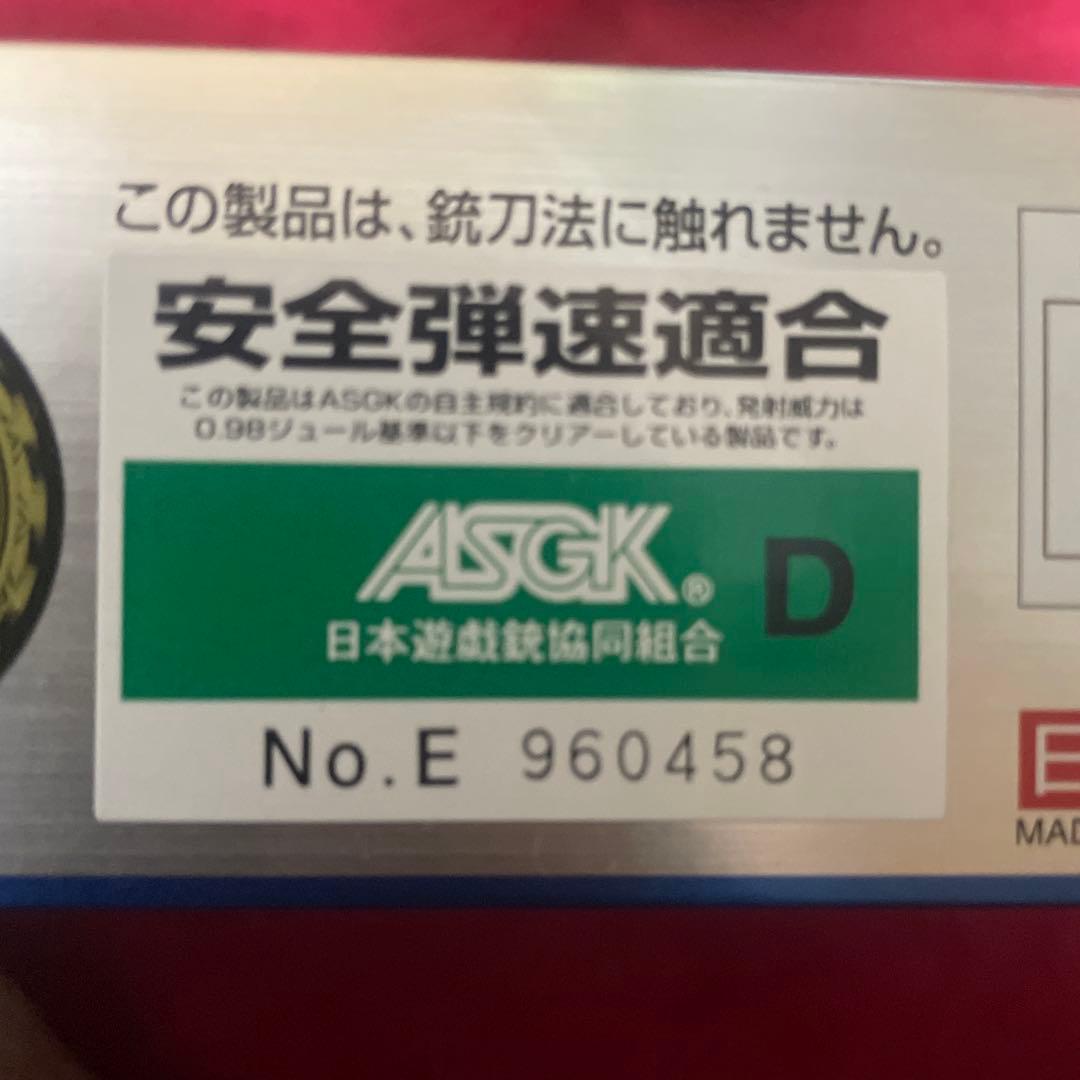 この製品は、銃刀法に触れません。
安全弾速適合
この製品はASGKの自主規約に適合しており、発射威力は
0.98ジュール基準以下をクリアーしている製品です。
ASGK®
D
日本遊戯銃協同組合
No.E 960458
日
MAD